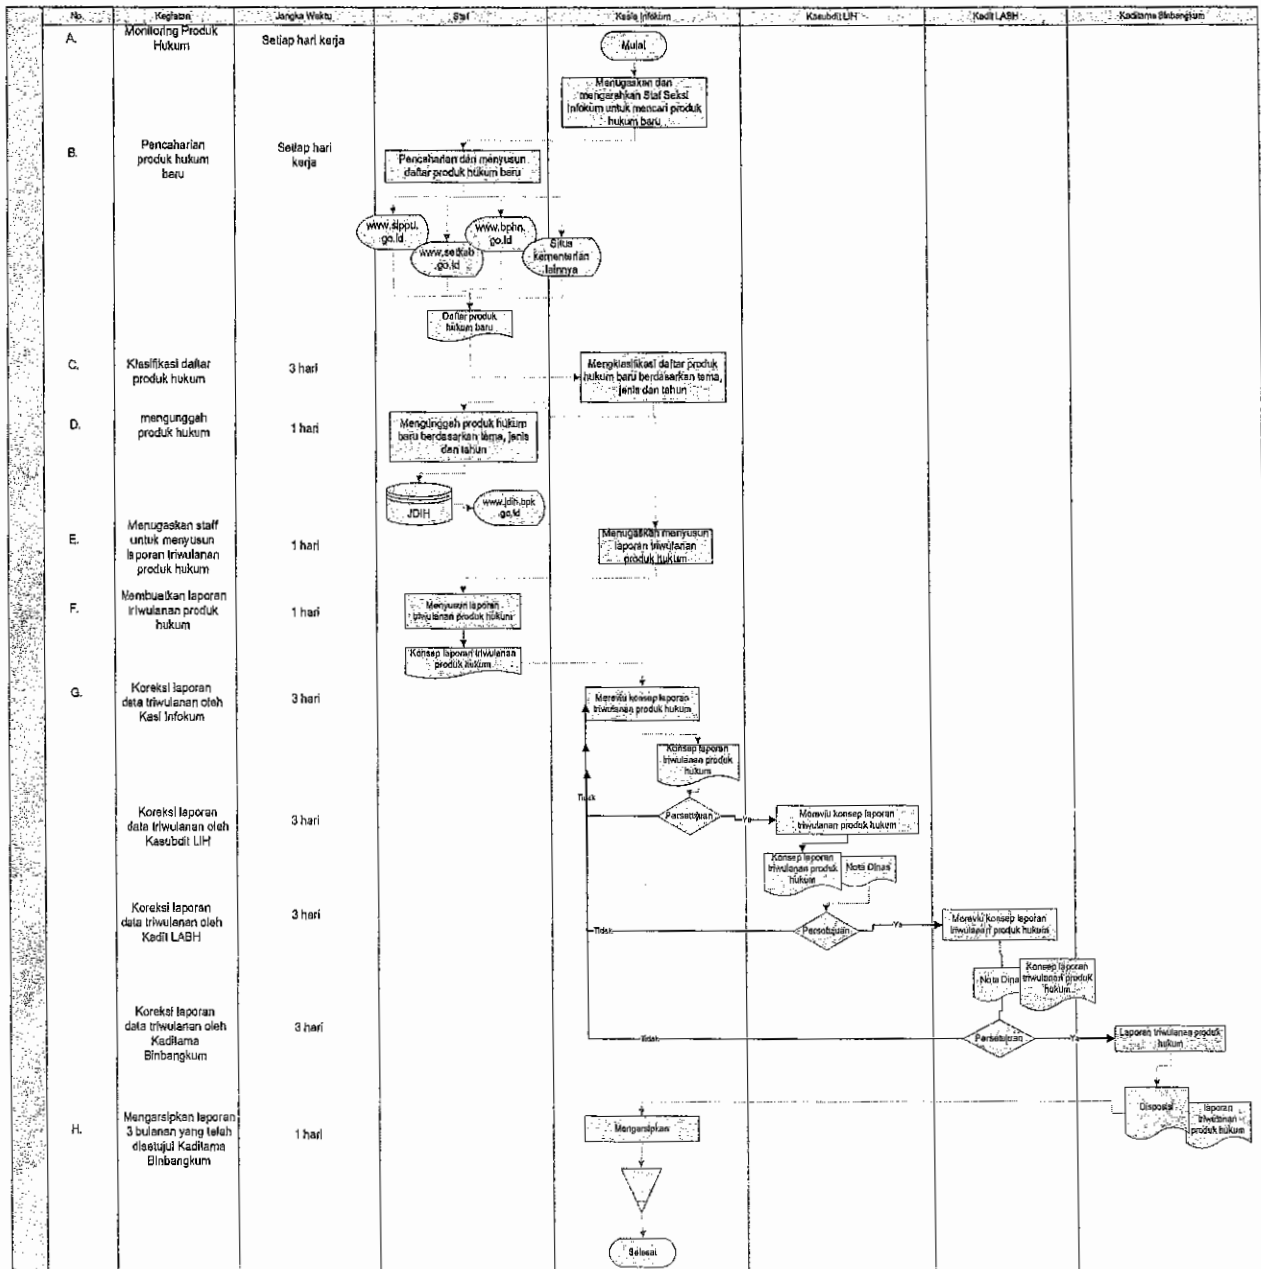 No.
Kegiatan
Jangka Waktu
Staf
Kasie Infokum
Kasubdit LIH
Kadit LABH
Kaditama Binbangkum
A.
Monitoring Produk
Hukum
Setiap hari kerja
Mulai
Menugaskan dan
mengarahkan Staf Seksi
Infokum untuk mencari produk
hukum baru
B.
Pencaharian
produk hukum
baru
Setiap hari
kerja
Pencaharian dan menyusun
daftar produk hukum baru
www.sjppu.
go.id
www.setkab
.go.id
www.bphn.
go.id
Situs
kementerian
lainnya
Daftar produk
hukum baru
C.
Klasifikasi daftar
produk hukum
3 hari
Mengklasifikasi daftar produk
hukum baru berdasarkan tema,
jenis dan tahun
D.
mengunggah
produk hukum
1 hari
Mengunggah produk hukum
baru berdasarkan tema, jenis
dan tahun
JDIH
www.jdih.bpk
.go.id
E.
Menugaskan staff
untuk menyusun
laporan triwulanan
produk hukum
1 hari
Menugaskan menyusun
laporan triwulanan
produk hukum
F.
Membuatkan laporan
triwulanan produk
hukum
1 hari
Menyusun laporan
triwulanan produk hukum
Konsep laporan triwulanan
produk hukum
G.
Koreksi laporan
data triwulanan oleh
Kasi Infokum
3 hari
Mereviu konsep laporan
triwulanan produk hukum
Konsep laporan
triwulanan produk
hukum
Tidak
Koreksi laporan
data triwulanan oleh
Kasubdit LIH
3 hari
Persetujuan
Ya
Mereviu konsep laporan
triwulanan produk hukum
Konsep laporan
triwulanan produk
hukum
Nota Dinas
Koreksi laporan
data triwulanan oleh
Kadit LABH
3 hari
Tidak
Persetujuan
Ya
Mereviu konsep laporan
triwulanan produk hukum
Nota Dina
Konsep laporan
triwulanan produk
hukum
Koreksi laporan
data triwulanan oleh
Kaditama
Binbangkum
3 hari
Tidak
Persetujuan
Ya
Laporan triwulanan produk
hukum
Disposisi
laporan
triwulanan
produk hukum
H.
Mengarsipkan laporan
3 bulanan yang telah
disetujui Kaditama
Binbangkum
1 hari
Mengarsipkan
Selesai